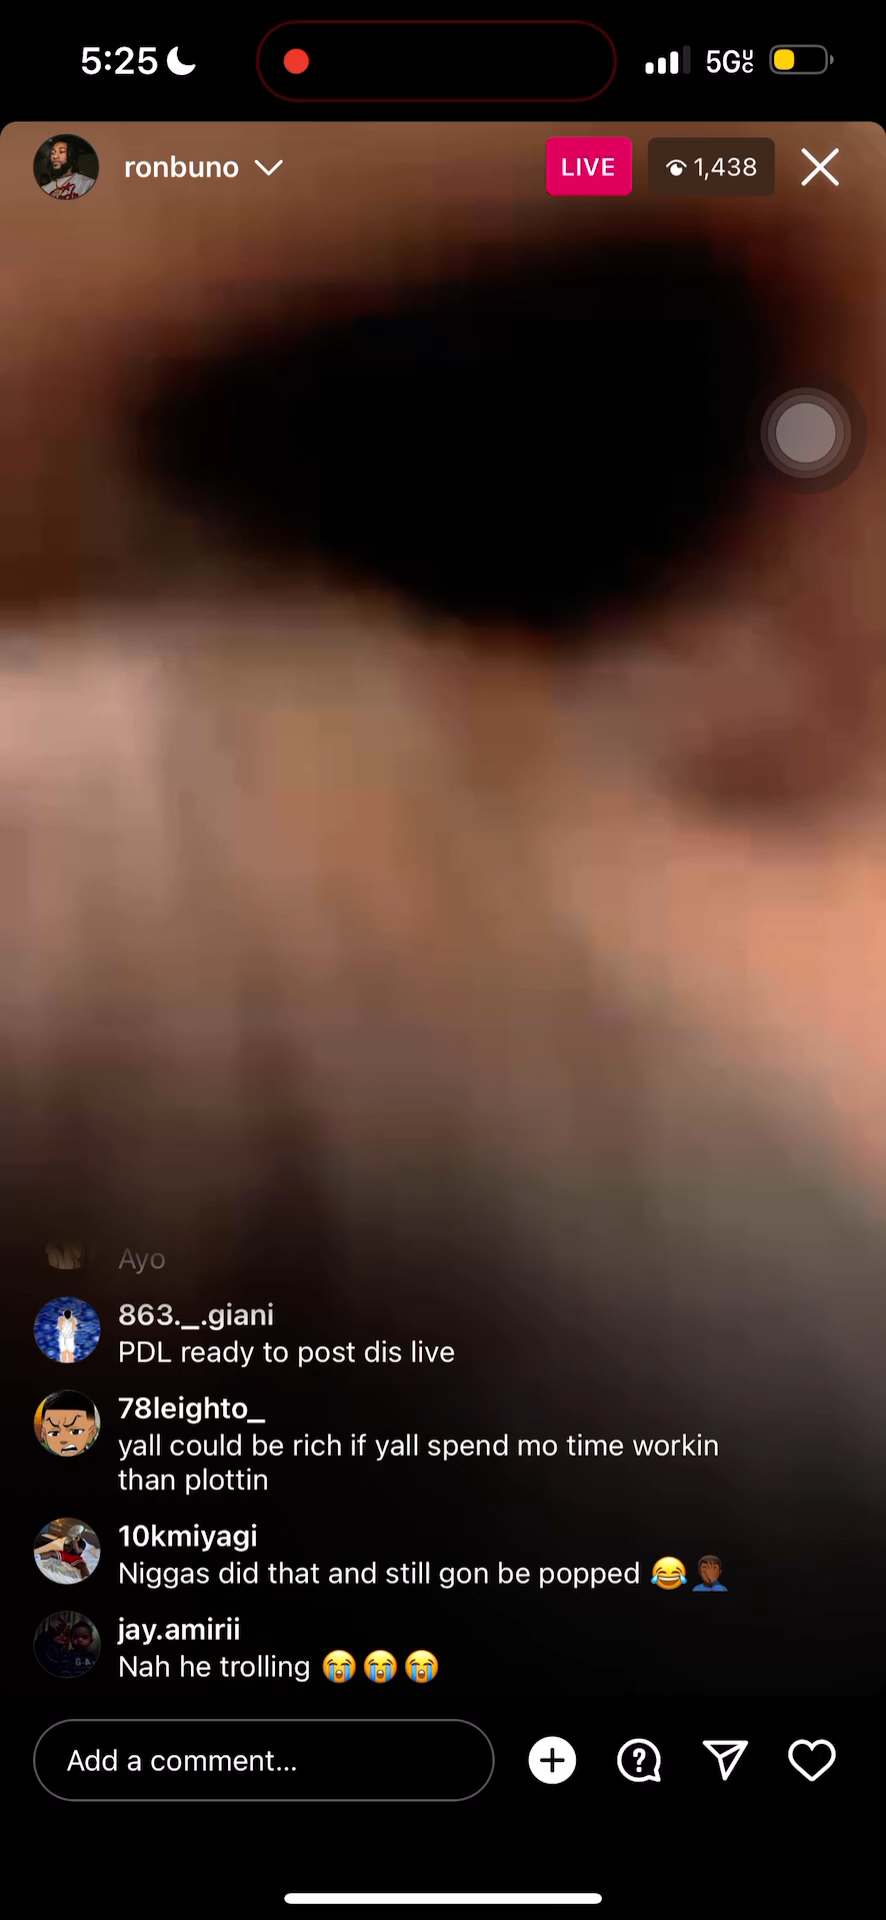 5:25
5G
ronbuno
LIVE
1,438
Ayo
863._.giani
PDL ready to post dis live
78leighto_
yall could be rich if yall spend mo time workin
than plottin
10kmiyagi
Niggas did that and still gon be popped 😂🤦🏾‍♂️
jay.amirii
Nah he trolling 😭😭😭
Add a comment...